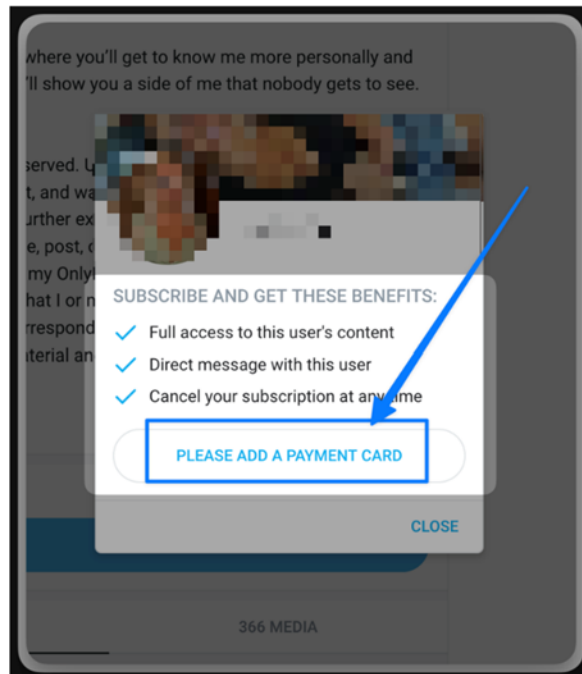 where you'll get to know me more personally and
'll show you a side of me that nobody gets to see.
served.
t, and wa
urther ex
e, post,
my Onlyl
hat I or n
rrespond
terial an
SUBSCRIBE AND GET THESE BENEFITS:
Full access to this user's content
Direct message with this user
Cancel your subscription at any time
PLEASE ADD A PAYMENT CARD
CLOSE
366 MEDIA